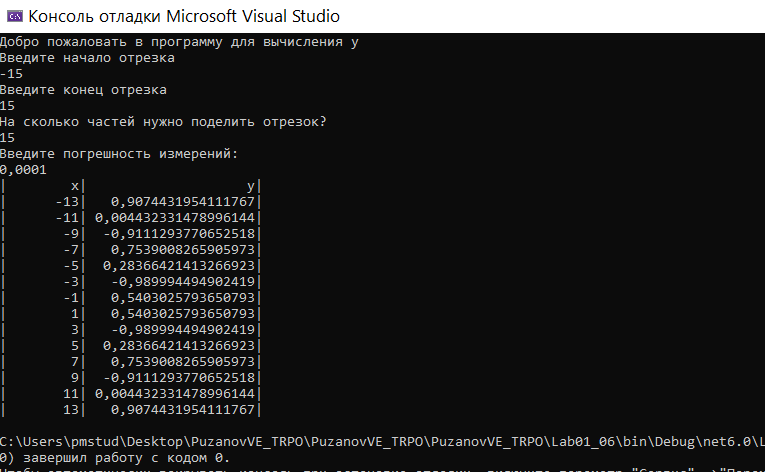 Консоль отладки Microsoft Visual Studio
Добро пожаловать в программу для вычисления y
Введите начало отрезка
-15
Введите конец отрезка
15
На сколько частей нужно поделить отрезок?
15
Введите погрешность измерений:
0,0001
| x| y|
| -13| 0,9074431954111767|
| -11| 0,004432331478996144|
| -9| -0,9111293770652518|
| -7| 0,7539008265905973|
| -5| 0,28366421413266923|
| -3| -0,989994494902419|
| -1| 0,5403025793650793|
| 1| 0,5403025793650793|
| 3| -0,989994494902419|
| 5| 0,28366421413266923|
| 7| 0,7539008265905973|
| 9| -0,9111293770652518|
| 11| 0,004432331478996144|
| 13| 0,9074431954111767|
C:\Users\pmstud\Desktop\PuzanovVE_TRPO\PuzanovVE_TRPO\PuzanovVE_TRPO\Lab01_06\bin\Debug\net6.0\L
0) завершил работу с кодом 0.